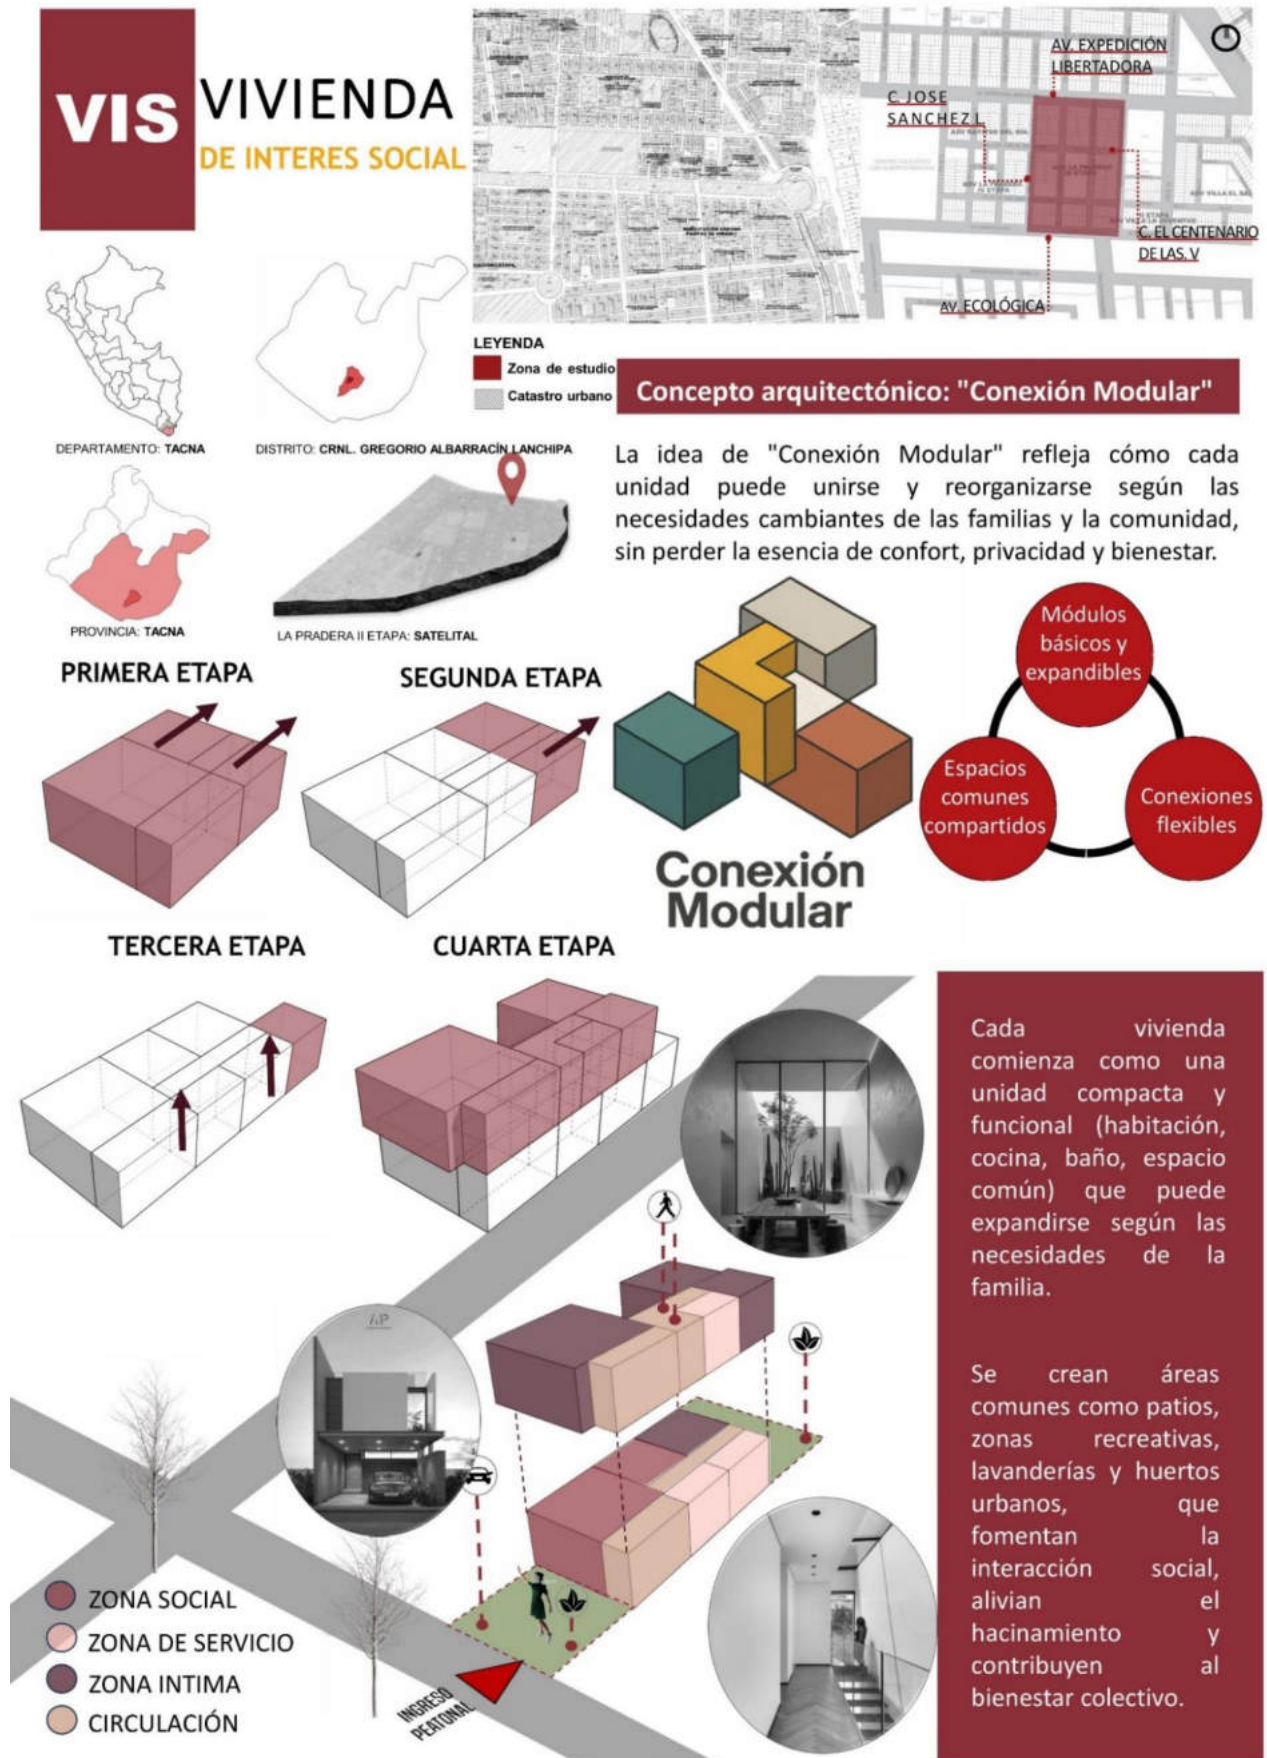 VIS
VIVIENDA
DE INTERES SOCIAL
AV. EXPEDICIÓN
LIBERTADORA
C. JOSE
SANCHEZ L
C. EL CENTENARIO
DE LAS. V
AV. ECOLÓGICA
LEYENDA
Zona de estudio
Catastro urbano
DEPARTAMENTO: TACNA
DISTRITO: CRNL. GREGORIO ALBARRACÍN LANCHIPA
PROVINCIA: TACNA
LA PRADERA II ETAPA: SATELITAL
Concepto arquitectónico: "Conexión Modular"
La idea de "Conexión Modular" refleja cómo cada
unidad puede unirse y reorganizarse según las
necesidades cambiantes de las familias y la comunidad,
sin perder la esencia de confort, privacidad y bienestar.
PRIMERA ETAPA
SEGUNDA ETAPA
Conexión
Modular
Módulos
básicos y
expandibles
Espacios
comunes
compartidos
Conexiones
flexibles
TERCERA ETAPA
CUARTA ETAPA
Cada vivienda
comienza como una
unidad compacta y
funcional (habitación,
cocina, baño, espacio
común) que puede
expandirse según las
necesidades de la
familia.
Se crean áreas
comunes como patios,
zonas recreativas,
lavanderías y huertos
urbanos, que
fomentan la
interacción social,
alivian el
hacinamiento y
contribuyen al
bienestar colectivo.
ZONA SOCIAL
ZONA DE SERVICIO
ZONA INTIMA
CIRCULACIÓN
INGRESO
PEATONAL